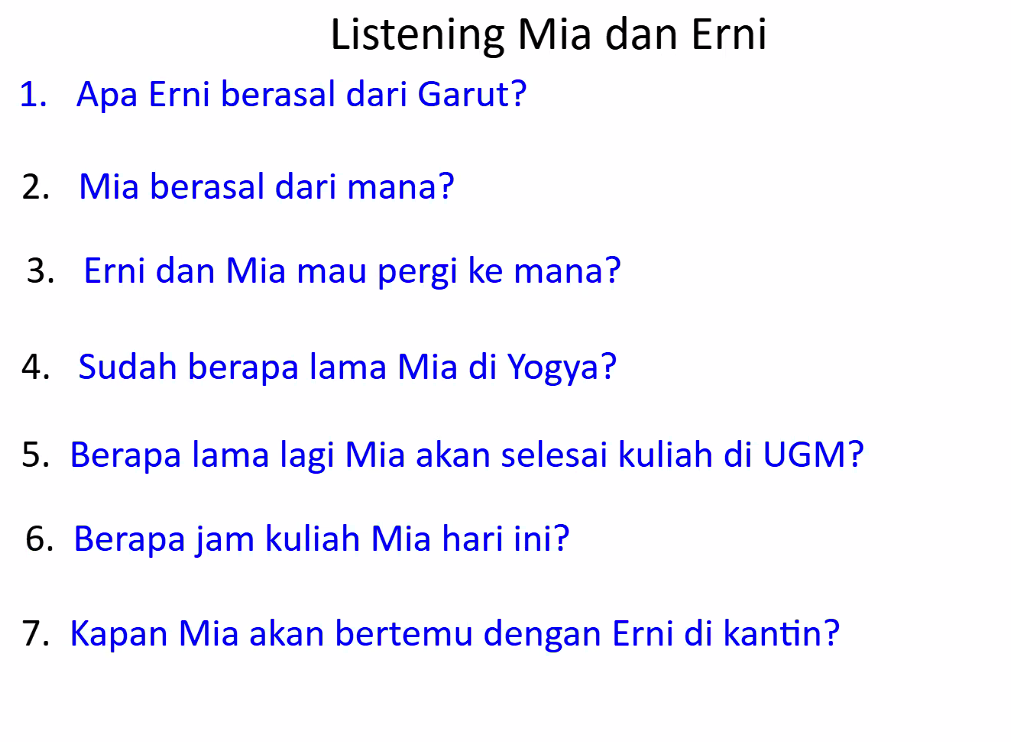 Listening Mia dan Erni
1. Apa Erni berasal dari Garut?
2. Mia berasal dari mana?
3. Erni dan Mia mau pergi ke mana?
4. Sudah berapa lama Mia di Yogya?
5. Berapa lama lagi Mia akan selesai kuliah di UGM?
6. Berapa jam kuliah Mia hari ini?
7. Kapan Mia akan bertemu dengan Erni di kantin?